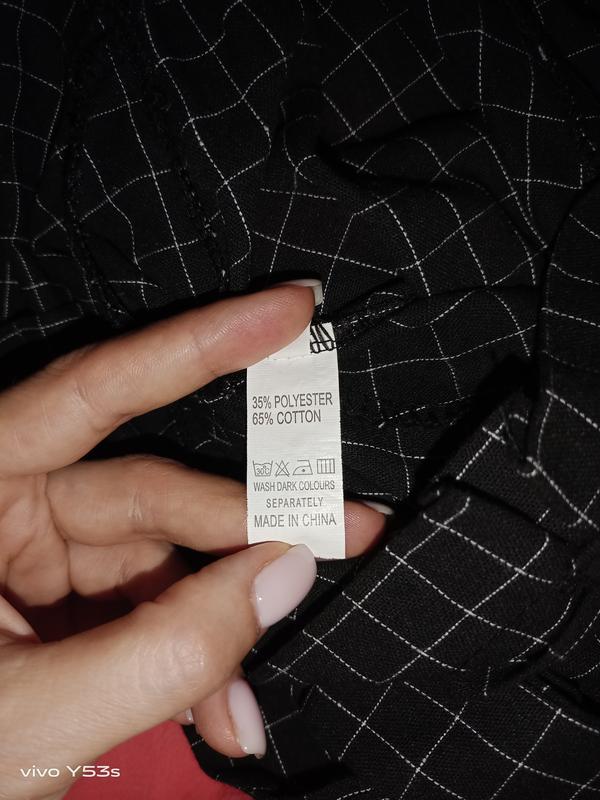 35% POLYESTER
65% COTTON
30°C
WASH DARK COLOURS
SEPARATELY
MADE IN CHINA
vivo Y53s